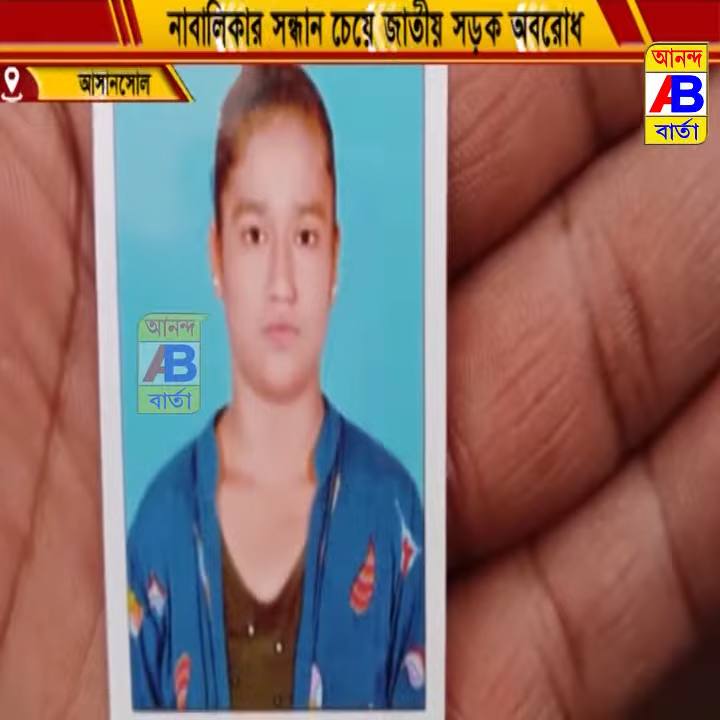 নাবালিকার সন্ধান চেয়ে জাতীয় সড়ক অবরোধ
আসানসোল
আনন্দ
AB
বার্তা
আনন্দ
AB
বার্তা